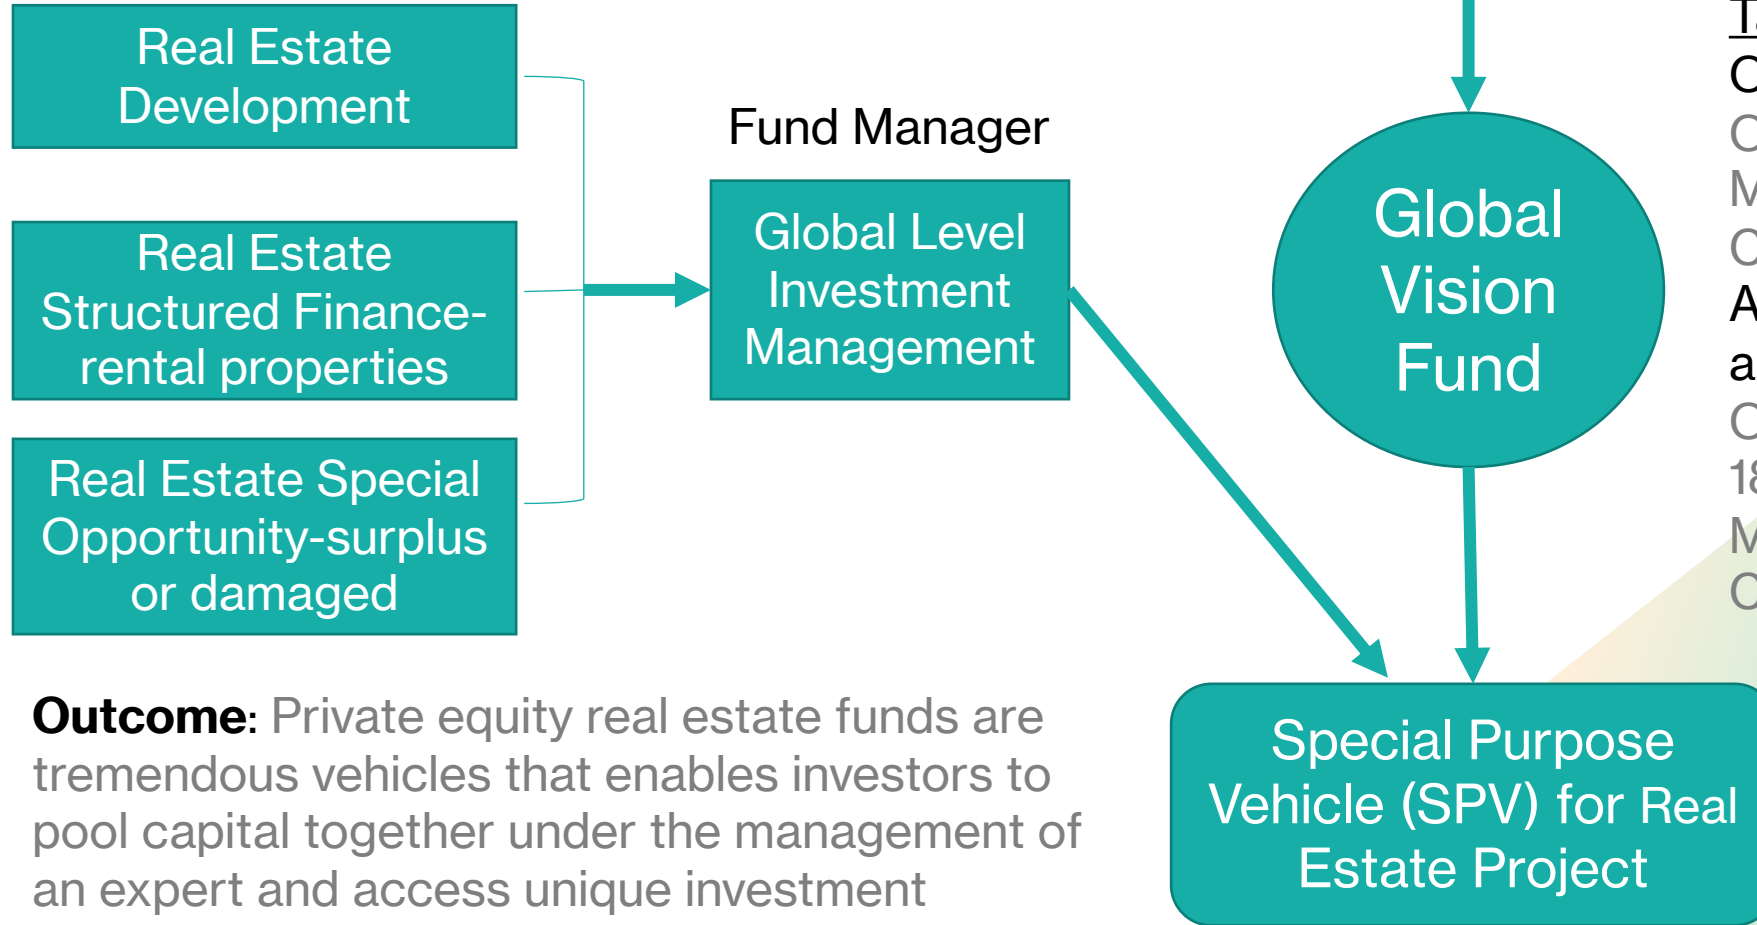 Real Estate
Development
Real Estate
Structured Finance-
rental properties
Real Estate Special
Opportunity-surplus
or damaged
Fund Manager
Global Level
Investment
Management
Global
Vision
Fund
Special Purpose
Vehicle (SPV) for Real
Estate Project
Outcome: Private equity real estate funds are
tremendous vehicles that enables investors to
pool capital together under the management of
an expert and access unique investment